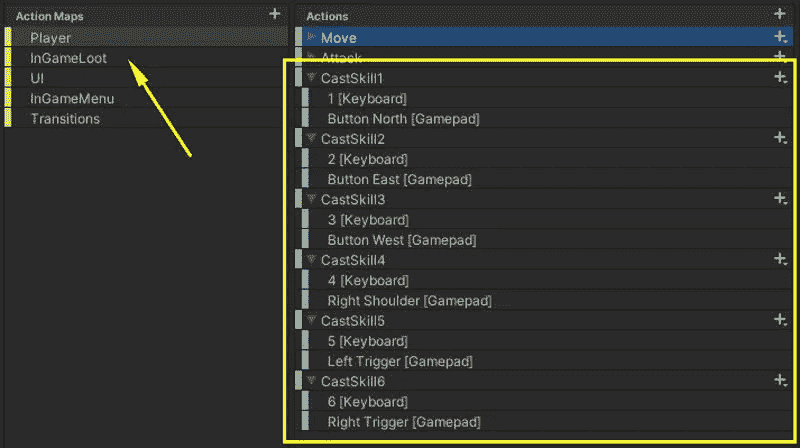 Action Maps
Player
InGameLoot
UI
InGameMenu
Transitions
Actions
Move
Attack
CastSkill1
1 [Keyboard]
Button North [Gamepad]
CastSkill2
2 [Keyboard]
Button East [Gamepad]
CastSkill3
3 [Keyboard]
Button West [Gamepad]
CastSkill4
4 [Keyboard]
Right Shoulder [Gamepad]
CastSkill5
5 [Keyboard]
Left Trigger [Gamepad]
CastSkill6
6 [Keyboard]
Right Trigger [Gamepad]